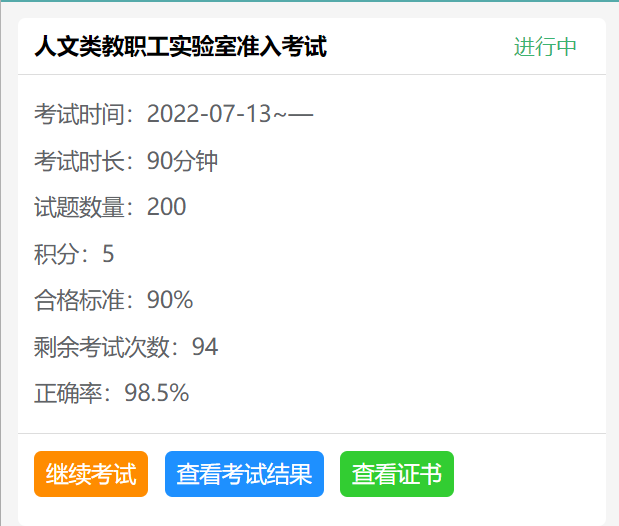 人文类教职工实验室准入考试 进行中
考试时间：2022-07-13~—
考试时长：90分钟
试题数量：200
积分：5
合格标准：90%
剩余考试次数：94
正确率：98.5%
继续考试 查看考试结果 查看证书